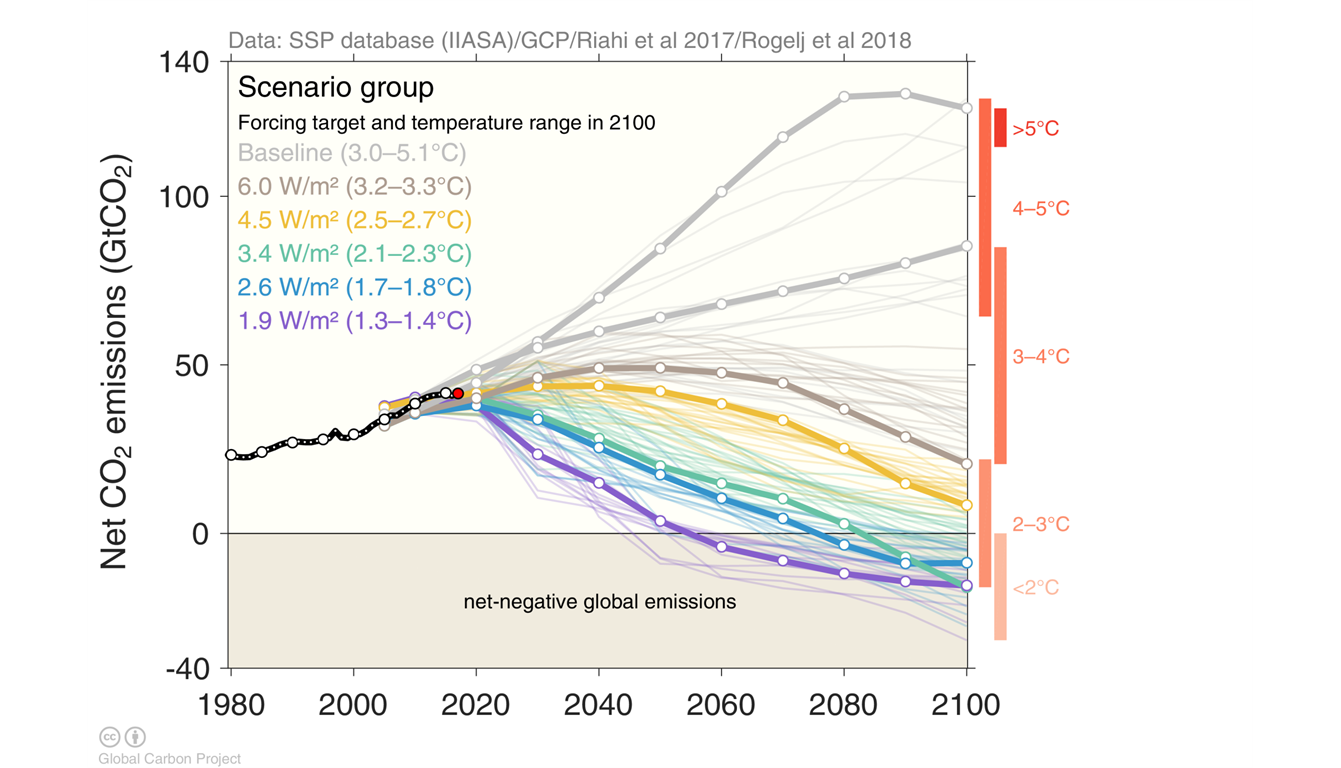 Data: SSP database (IIASA)/GCP/Riahi et al 2017/Rogelj et al 2018
140
100
50
0
-40
Net CO₂ emissions (GtCO₂)
Scenario group
Forcing target and temperature range in 2100
Baseline (3.0–5.1°C)
6.0 W/m² (3.2–3.3°C)
4.5 W/m² (2.5–2.7°C)
3.4 W/m² (2.1–2.3°C)
2.6 W/m² (1.7–1.8°C)
1.9 W/m² (1.3–1.4°C)
>5°C
4–5°C
3–4°C
2–3°C
<2°C
net-negative global emissions
1980 2000 2020 2040 2060 2080 2100
cc
Global Carbon Project